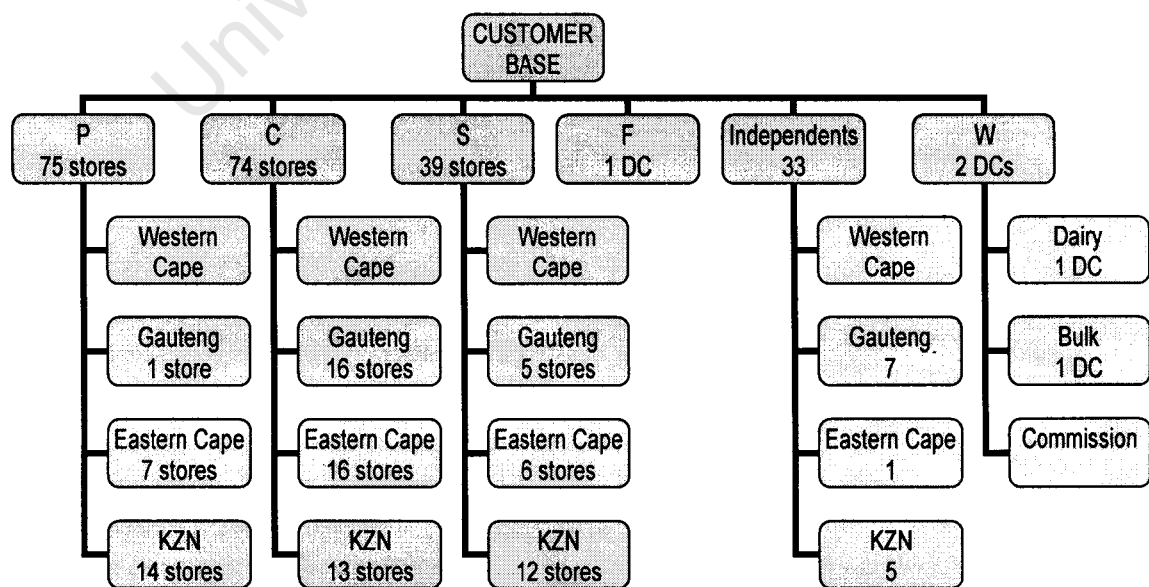 CUSTOMER
BASE
P
75 stores
C
74 stores
S
39 stores
F
1 DC
Independents
33
W
2 DCs
Western
Cape
Gauteng
1 store
Eastern Cape
7 stores
KZN
14 stores
Western
Cape
Gauteng
16 stores
Eastern Cape
16 stores
KZN
13 stores
Western
Cape
Gauteng
5 stores
Eastern Cape
6 stores
KZN
12 stores
Western
Cape
Gauteng
7
Eastern Cape
1
KZN
5
Dairy
1 DC
Bulk
1 DC
Commission